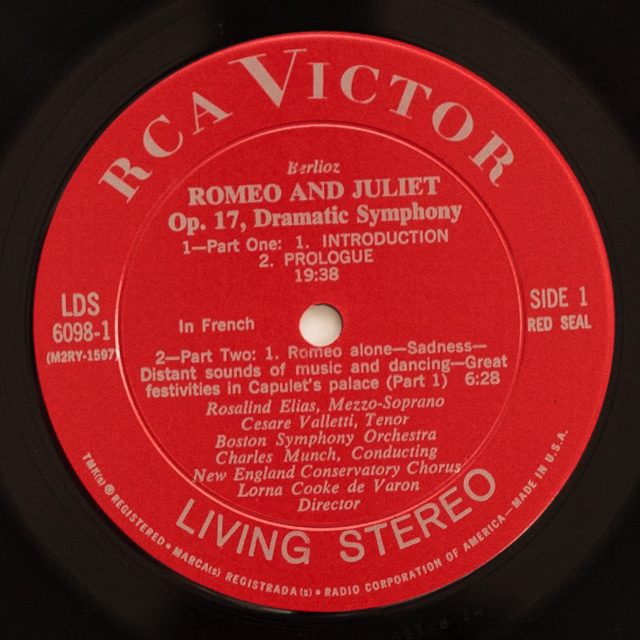 RCA VICTOR
Berlioz
ROMEO AND JULIET
Op. 17, Dramatic Symphony
1—Part One: 1. INTRODUCTION
2. PROLOGUE
19:38
LDS
6098-1
(M2RY-1597)
In French
SIDE 1
RED SEAL
2—Part Two: 1. Romeo alone—Sadness—
Distant sounds of music and dancing—Great
festivities in Capulet's palace (Part 1) 6:28
Rosalind Elias, Mezzo-Soprano
Cesare Valletti, Tenor
Boston Symphony Orchestra
Charles Munch, Conducting
New England Conservatory Chorus
Lorna Cooke de Varon
Director
LIVING STEREO
TMK(s) ® REGISTERED • MARCA(s) REGISTRADA(s) • RADIO CORPORATION OF AMERICA—MADE IN U.S.A.